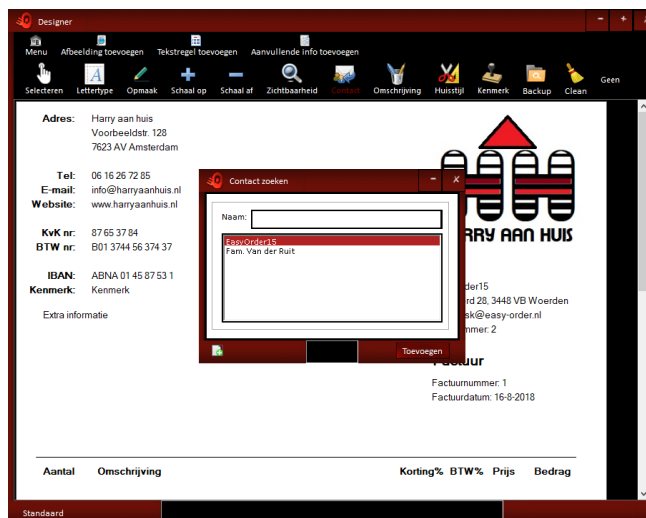 Designer
Menu Afbeelding toevoegen Tekstregel toevoegen Aanvullende info toevoegen
Selecteren Lettertype Opmaak Schaal op Schaal af Zichtbaarheid Contact Omschrijving Huisstijl Kenmerk Backup Clean Geen
Adres: Harry aan huis
Voorbeeldstr. 128
7623 AV Amsterdam
Tel: 06 16 26 72 85
E-mail: info@harryaanhuis.nl
Website: www.harryaanhuis.nl
KvK nr: 87 65 37 84
BTW nr: B01 3744 56 374 37
IBAN: ABNA 01 45 87 53 1
Kenmerk: Kenmerk
Extra informatie
RRY AAN HUIS
der15
rd 28, 3448 VB Woerden
sk@easy-order.nl
mmer: 2
Factuur
Factuurnummer: 1
Factuurdatum: 16-8-2018
Contact zoeken
Naam:
EasyOrder15
Fam. Van der Ruit
Toevoegen
Aantal Omschrijving Korting% BTW% Prijs Bedrag
Standaard